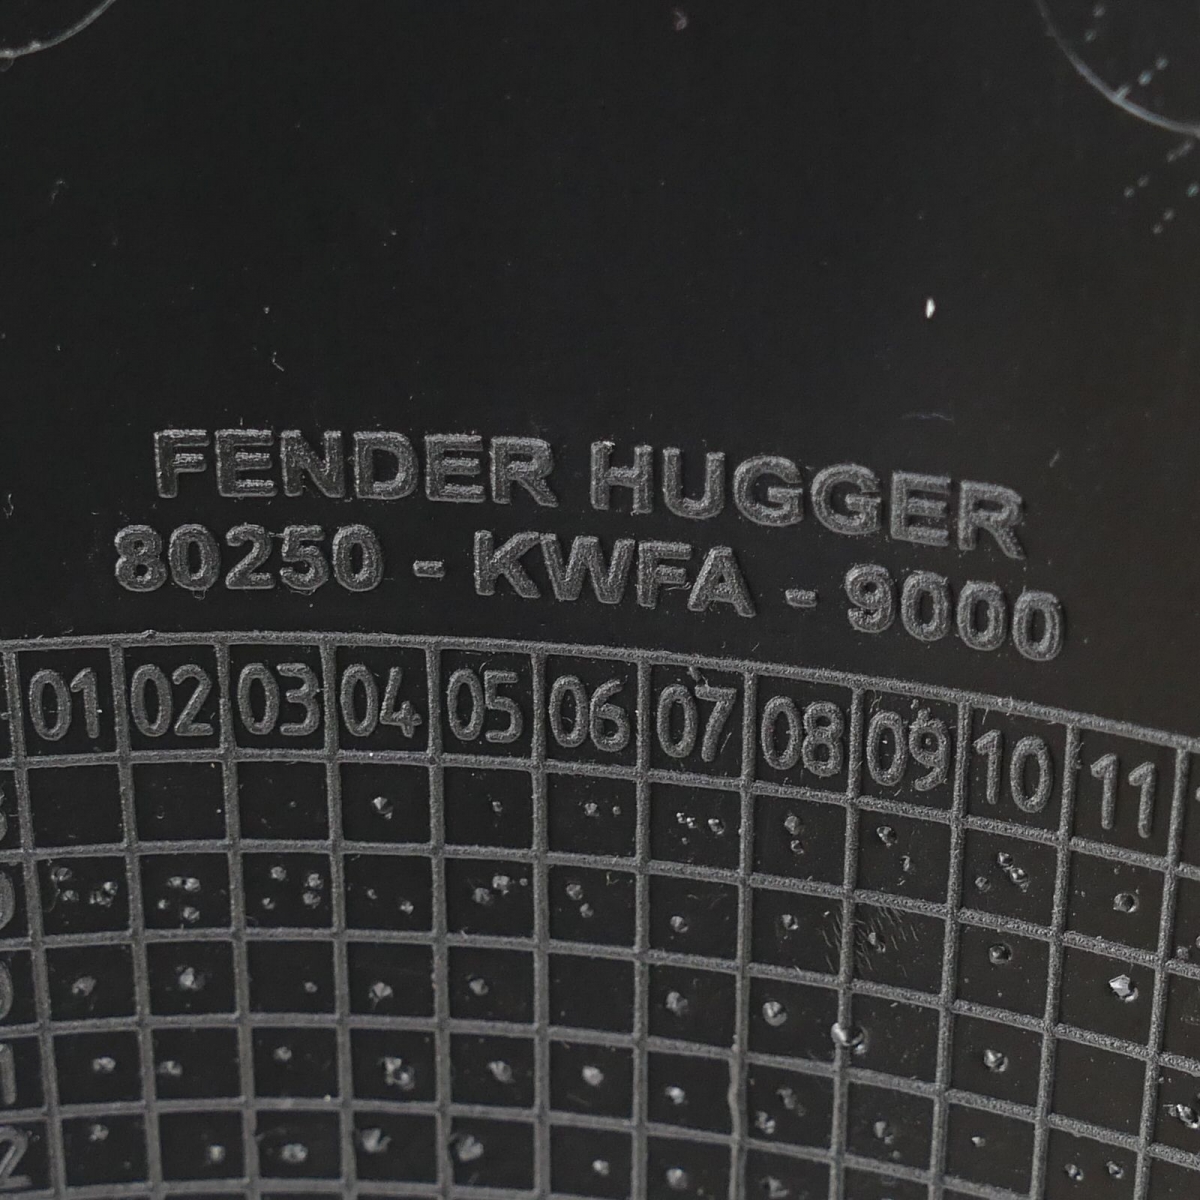 FENDER HUGGER
80250 - KWFA - 9000
01 02 03 04 05 06 07 08 09 10 11